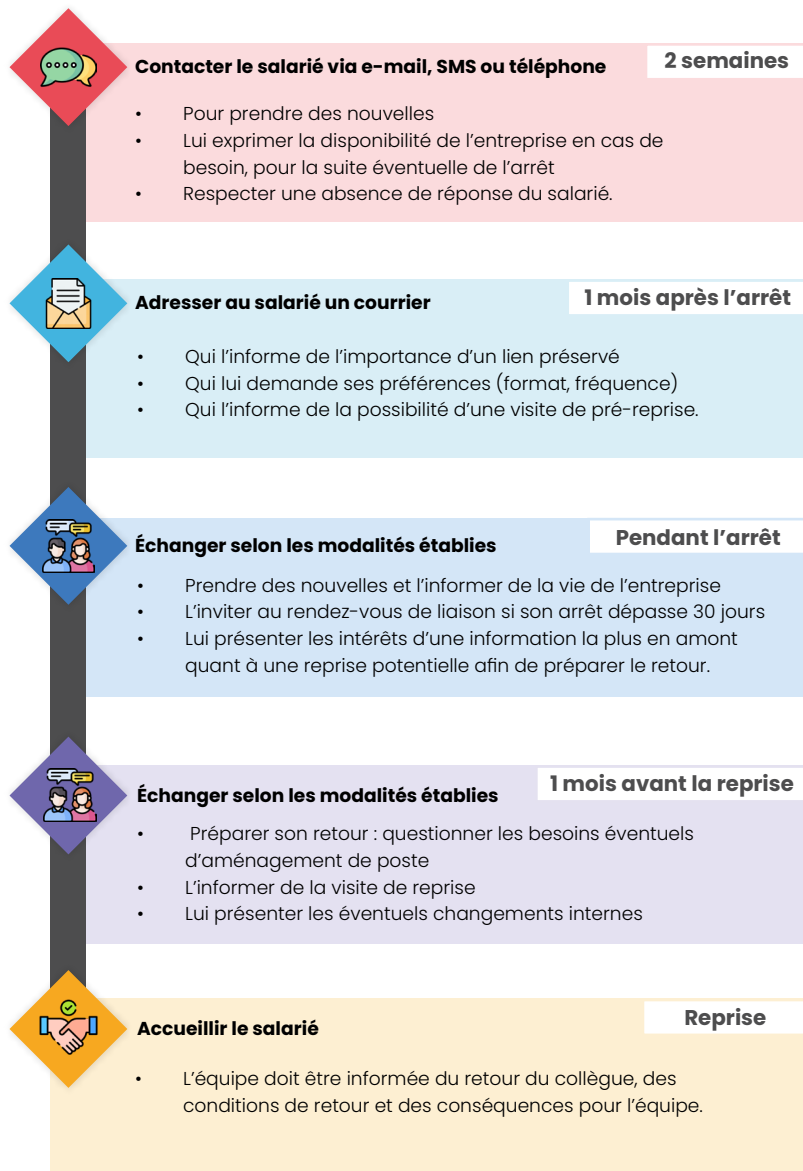 Contacter le salarié via e-mail, SMS ou téléphone
2 semaines
• Pour prendre des nouvelles
• Lui exprimer la disponibilité de l’entreprise en cas de
besoin, pour la suite éventuelle de l’arrêt
• Respecter une absence de réponse du salarié.
Adresser au salarié un courrier
1 mois après l’arrêt
• Qui l’informe de l’importance d’un lien préservé
• Qui lui demande ses préférences (format, fréquence)
• Qui l’informe de la possibilité d’une visite de pré-reprise.
Échanger selon les modalités établies
Pendant l’arrêt
• Prendre des nouvelles et l’informer de la vie de l’entreprise
• L’inviter au rendez-vous de liaison si son arrêt dépasse 30 jours
• Lui présenter les intérêts d’une information la plus en amont
quant à une reprise potentielle afin de préparer le retour.
Échanger selon les modalités établies
1 mois avant la reprise
• Préparer son retour : questionner les besoins éventuels
d’aménagement de poste
• L’informer de la visite de reprise
• Lui présenter les éventuels changements internes
Accueillir le salarié
Reprise
• L’équipe doit être informée du retour du collègue, des
conditions de retour et des conséquences pour l’équipe.